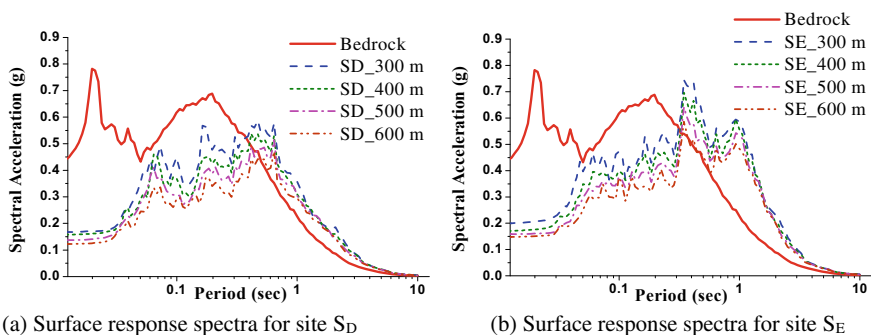 Spectral Acceleration (g)
0.9
0.8
0.7
0.6
0.5
0.4
0.3
0.2
0.1
0.0
0.1
1
10
Period (sec)
Bedrock
SD_300 m
SD_400 m
SD_500 m
SD_600 m
(a) Surface response spectra for site S_D
Spectral Acceleration (g)
0.9
0.8
0.7
0.6
0.5
0.4
0.3
0.2
0.1
0.0
0.1
1
10
Period (sec)
Bedrock
SE_300 m
SE_400 m
SE_500 m
SE_600 m
(b) Surface response spectra for site S_E